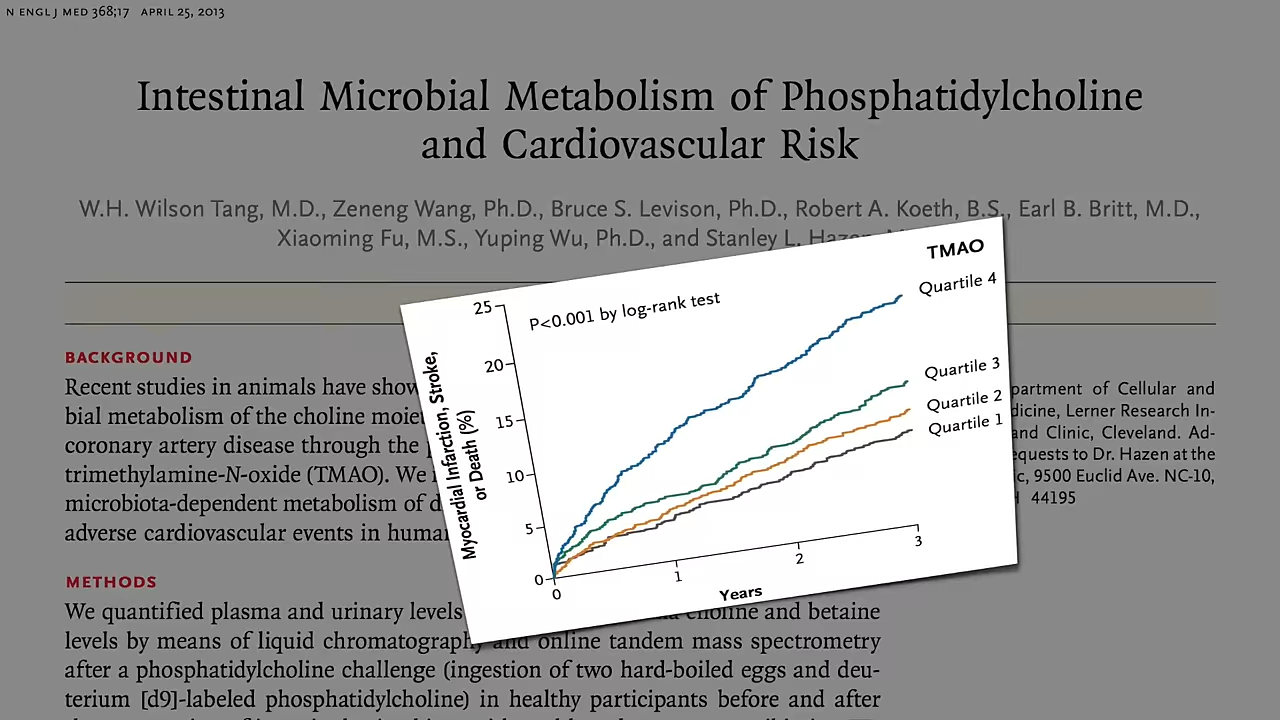 N ENGL J MED 368;17 APRIL 25, 2013
Intestinal Microbial Metabolism of Phosphatidylcholine
and Cardiovascular Risk
W.H. Wilson Tang, M.D., Zeneng Wang, Ph.D., Bruce S. Levison, Ph.D., Robert A. Koeth, B.S., Earl B. Britt, M.D.,
Xiaoming Fu, M.S., Yuping Wu, Ph.D., and Stanley L. Hazen,
BACKGROUND
Recent studies in animals have
bial metabolism of the choline
coronary artery disease through the
trimethylamine-N-oxide (TMAO). We
microbiota-dependent metabolism of
adverse cardiovascular events in
METHODS
We quantified plasma and urinary levels choline and betaine
levels by means of liquid chromatography and online tandem mass spectrometry
after a phosphatidylcholine challenge (ingestion of two hard-boiled eggs and deu-
terium [d9]-labeled phosphatidylcholine) in healthy participants before and after
partment of Cellular and
dicine, Lerner Research In-
and Clinic, Cleveland. Ad-
equests to Dr. Hazen at the
c, 9500 Euclid Ave. NC-10,
44195
TMAO
P<0.001 by log-rank test
Quartile 4
Quartile 3
Quartile 2
Quartile 1
Myocardial Infarction, Stroke,
or Death (%)
25
20
15
10
5
0
0
1
2
3
Years